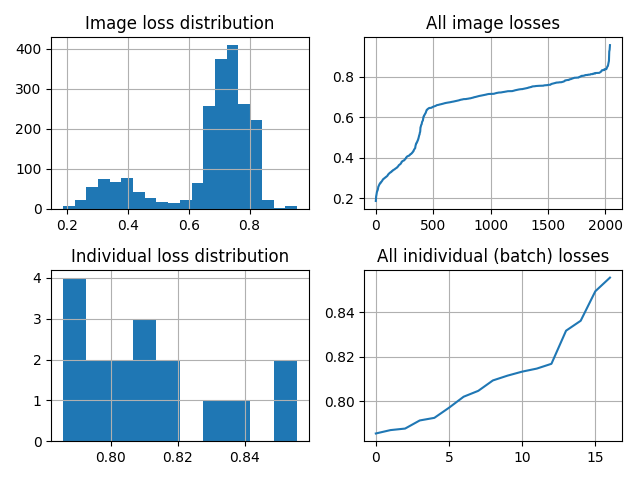 Image loss distribution
400
300
200
100
0
0.2 0.4 0.6 0.8
All image losses
0.8
0.6
0.4
0.2
0 500 1000 1500 2000
Individual loss distribution
4
3
2
1
0
0.80 0.82 0.84
All inidividual (batch) losses
0.84
0.82
0.80
0 5 10 15